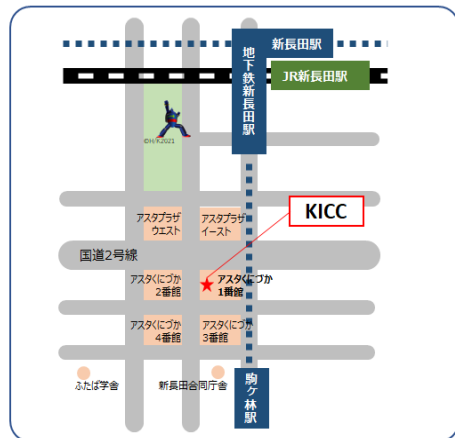 新長田駅
JR新長田駅
地下鉄新長田駅
©H/K2021
KICC
アスタプラザ
ウエスト
アスタプラザ
イースト
国道2号線
アスタくにづか
2番館
アスタくにづか
1番館
アスタくにづか
4番館
アスタくにづか
3番館
ふたば学舎
新長田合同庁舎
駒ケ林駅